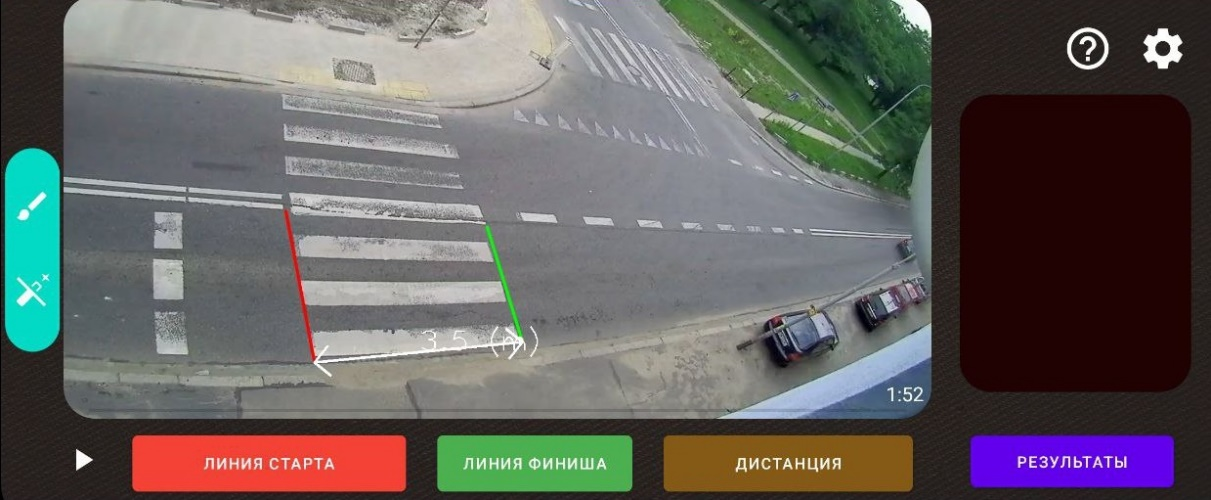 3.5 (m)
1:52
ЛИНИЯ СТАРТА
ЛИНИЯ ФИНИША
ДИСТАНЦИЯ
РЕЗУЛЬТАТЫ